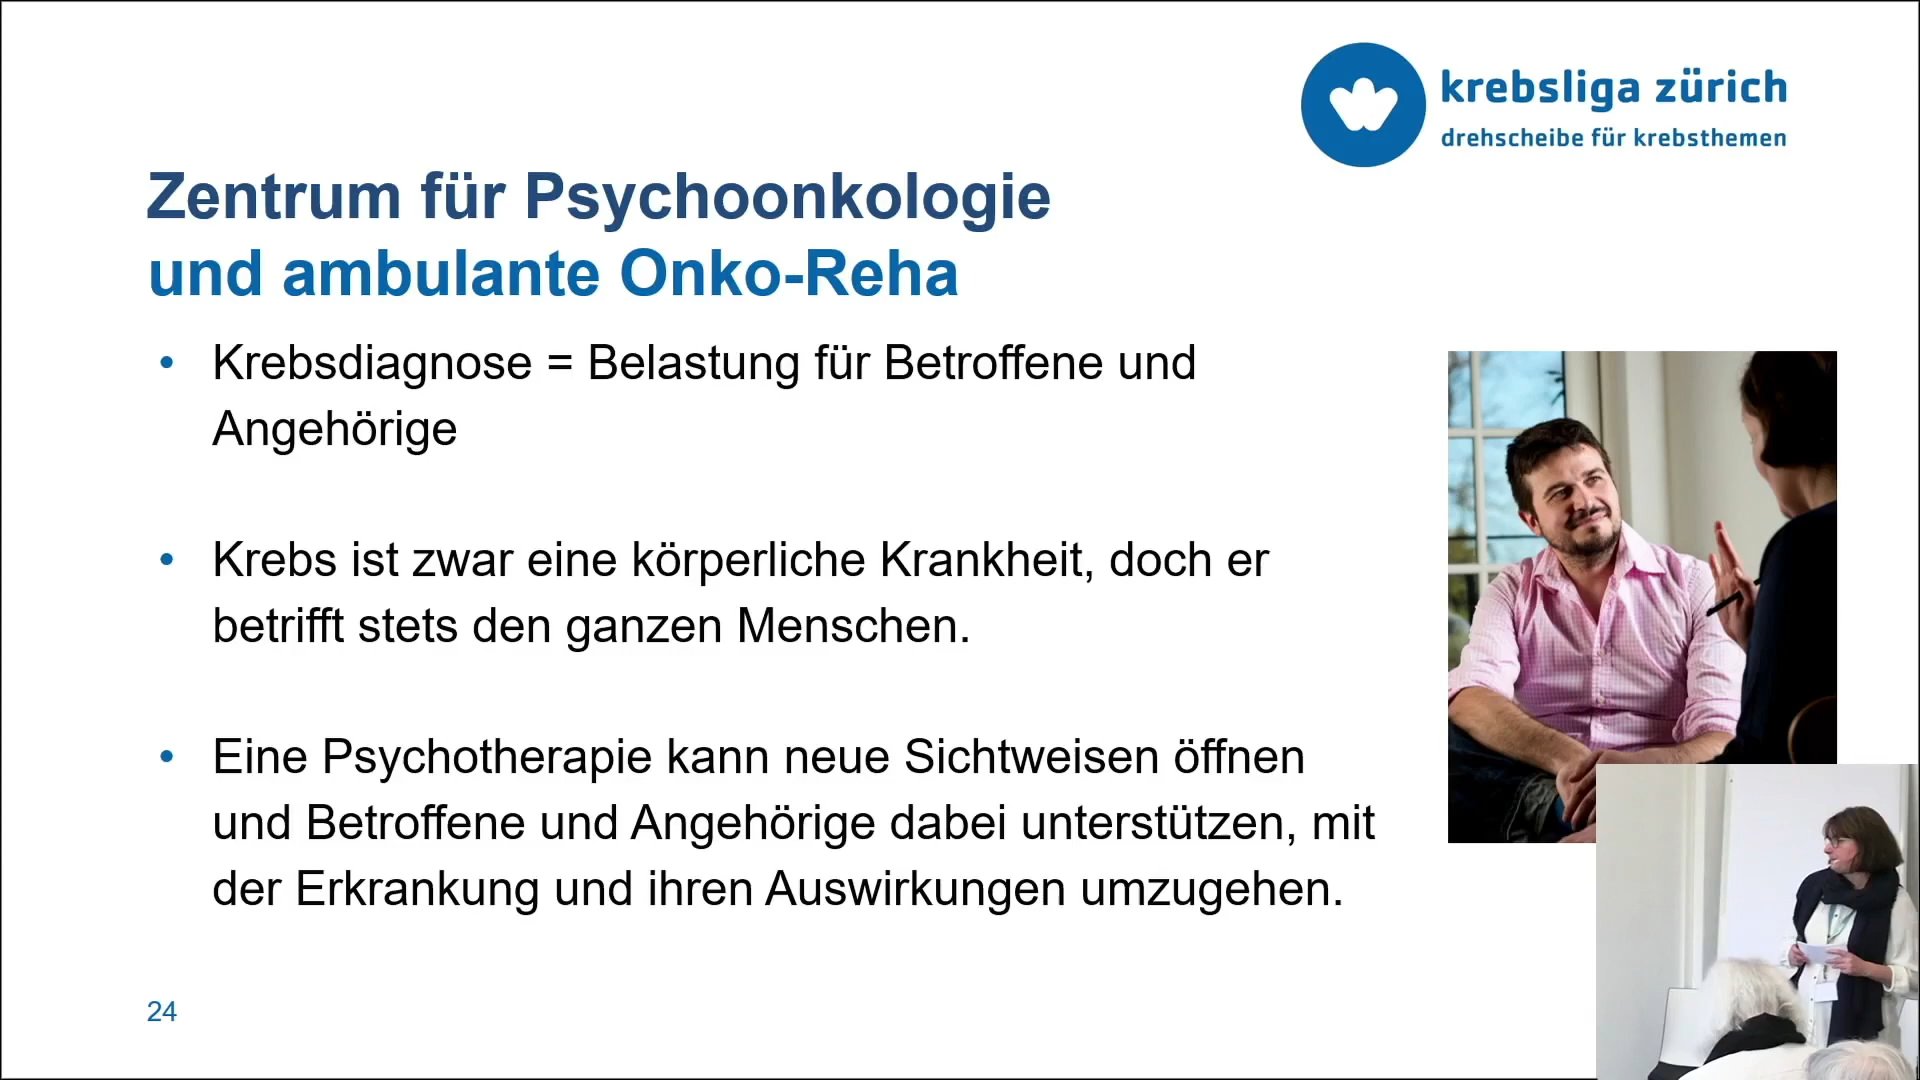 krebsliga zürich
drehscheibe für krebsthemen
Zentrum für Psychoonkologie
und ambulante Onko-Reha
• Krebsdiagnose = Belastung für Betroffene und
Angehörige
• Krebs ist zwar eine körperliche Krankheit, doch er
betrifft stets den ganzen Menschen.
• Eine Psychotherapie kann neue Sichtweisen öffnen
und Betroffene und Angehörige dabei unterstützen, mit
der Erkrankung und ihren Auswirkungen umzugehen.
24